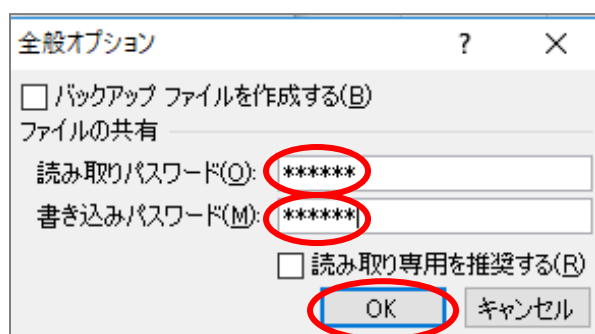 全般オプション ? ×
バックアップ ファイルを作成する(B)
ファイルの共有
読み取りパスワード(O): ******
書き込みパスワード(M): ******
読み取り専用を推奨する(R)
OK キャンセル